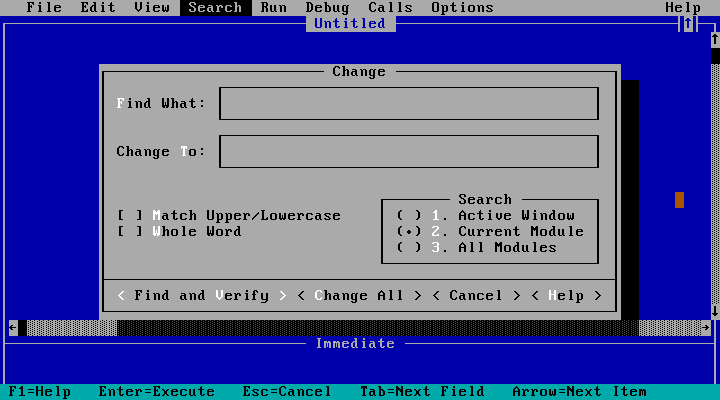 File Edit View Search Run Debug Calls Options Help
Untitled
Change
Find What:
Change To:
[ ] Match Upper/Lowercase
[ ] Whole Word
Search
( ) 1. Active Window
(•) 2. Current Module
( ) 3. All Modules
< Find and Verify > < Change All > < Cancel > < Help >
Immediate
F1=Help Enter=Execute Esc=Cancel Tab=Next Field Arrow=Next Item